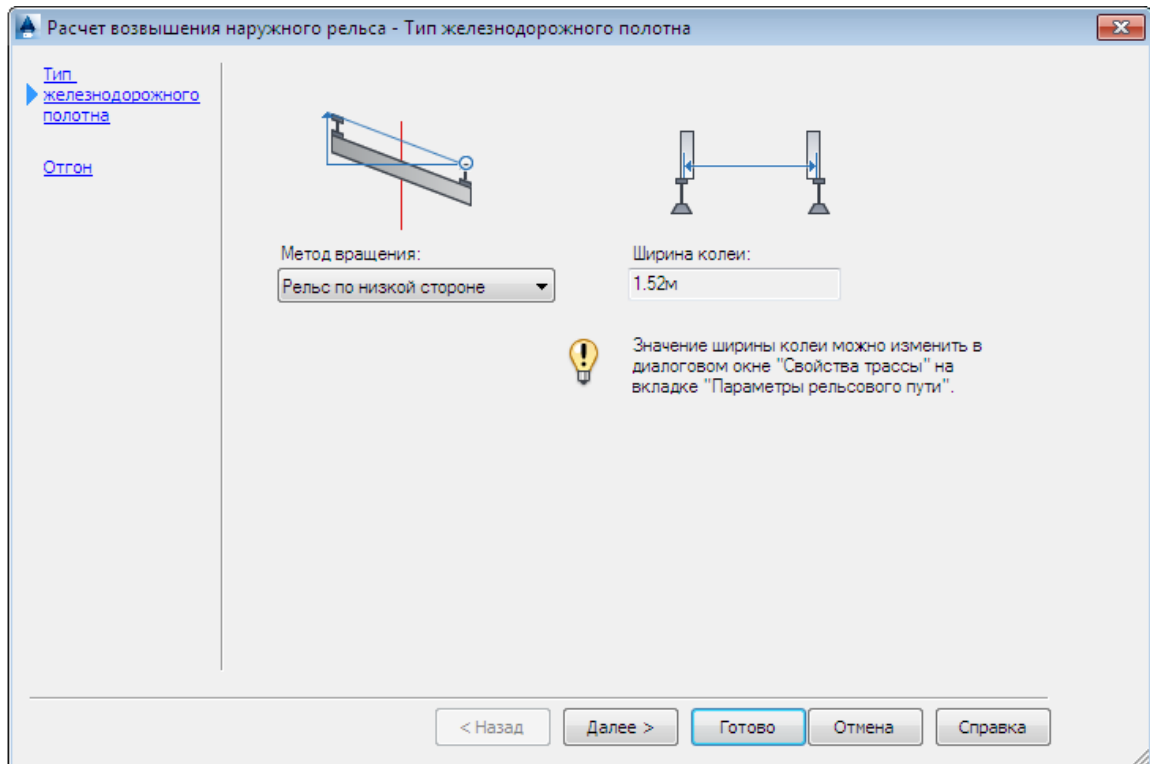 Расчет возвышения наружного рельса - Тип железнодорожного полотна
Тип
железнодорожного
полотна
Отгон
Метод вращения:
Рельс по низкой стороне
Ширина колеи:
1.52м
Значение ширины колеи можно изменить в
диалоговом окне "Свойства трассы" на
вкладке "Параметры рельсового пути".
< Назад
Далее >
Готово
Отмена
Справка